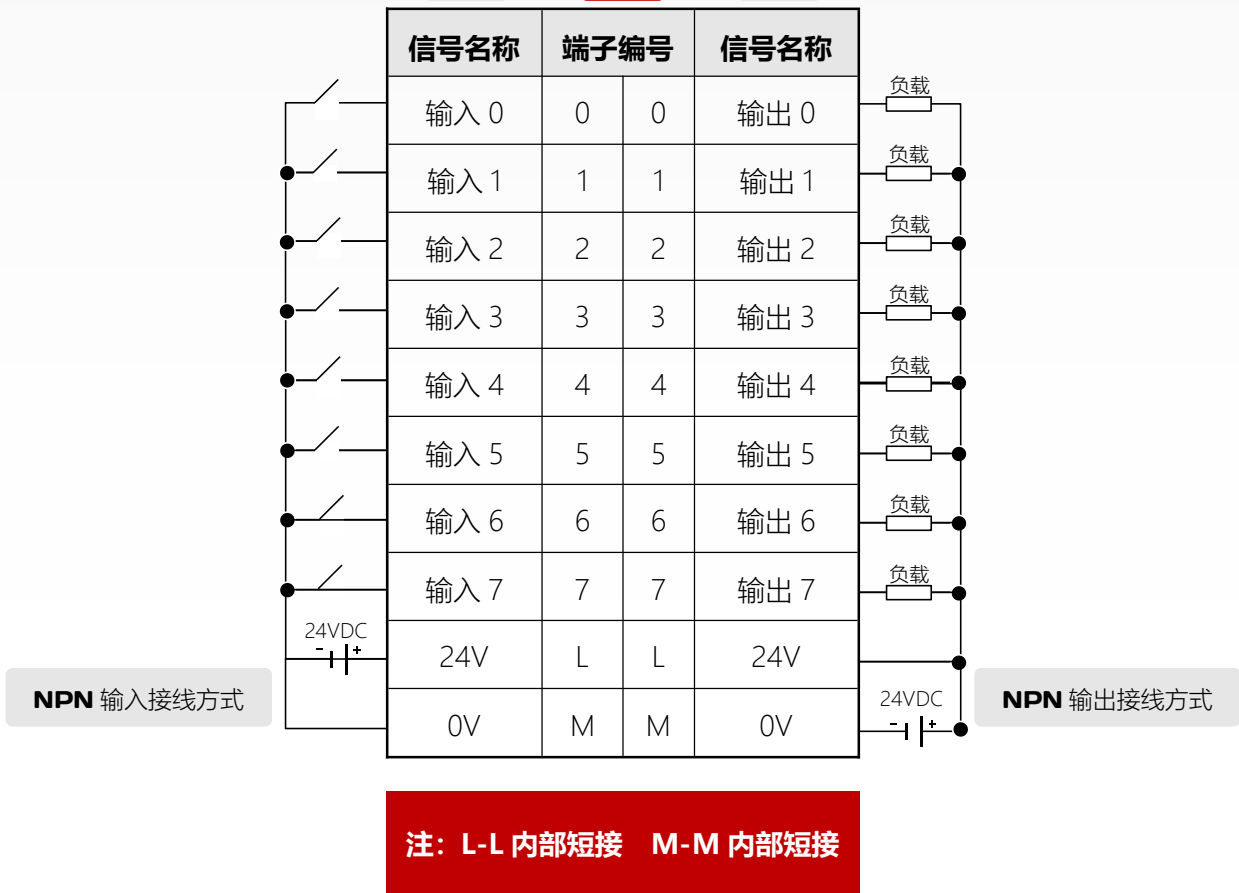 信号名称 端子编号 信号名称
负载
输入 0 0 0 输出 0
负载
输入 1 1 1 输出 1
负载
输入 2 2 2 输出 2
负载
输入 3 3 3 输出 3
负载
输入 4 4 4 输出 4
负载
输入 5 5 5 输出 5
负载
输入 6 6 6 输出 6
负载
输入 7 7 7 输出 7
24VDC
- + 24V L L 24V
NPN 输入接线方式
24VDC
NPN 输出接线方式
0V M M 0V - +
注：L-L 内部短接 M-M 内部短接